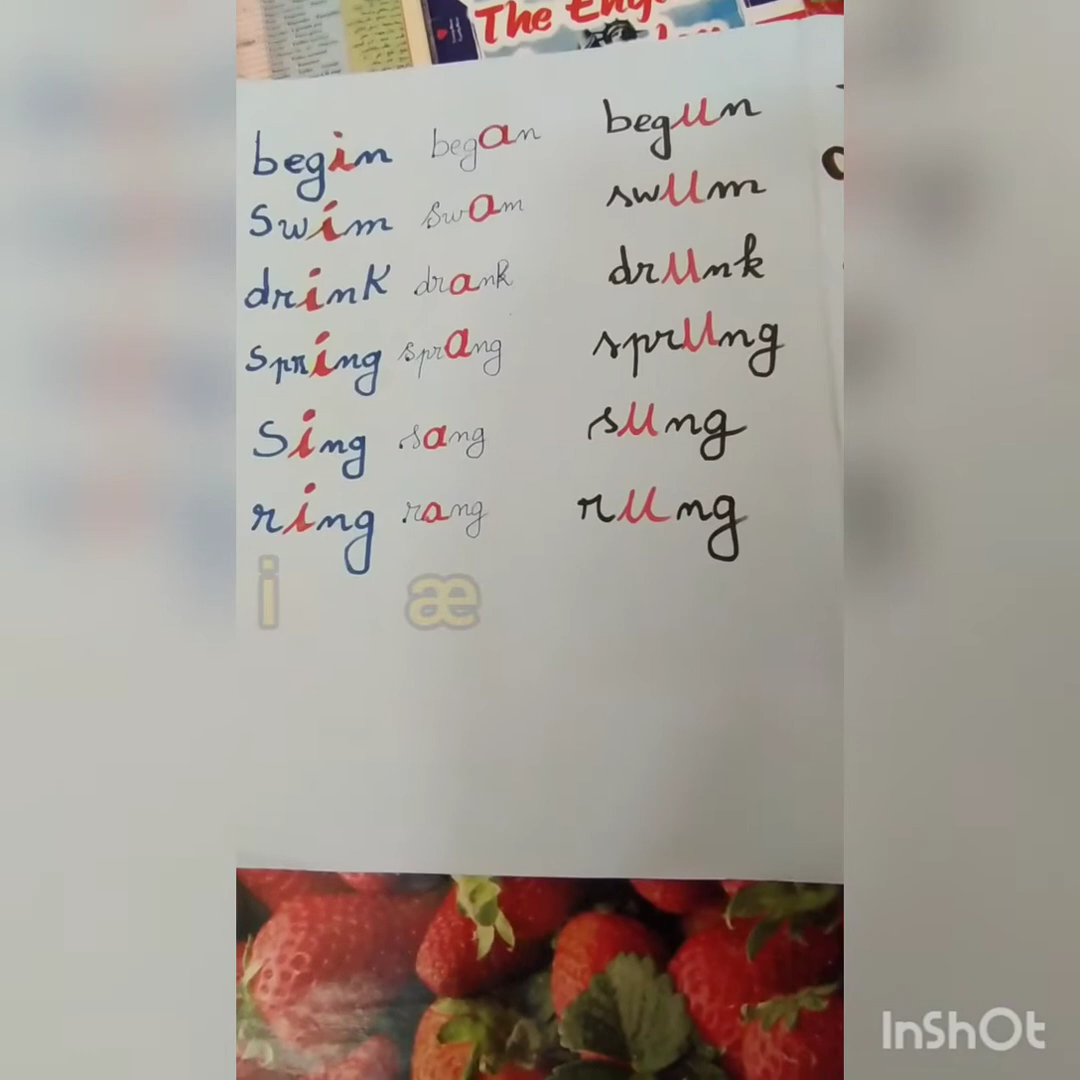 The Eng
begin began begun
swim swam swum
drink drank drunk
spring sprang sprung
sing sang sung
ring rang rung
i æ
InShOt